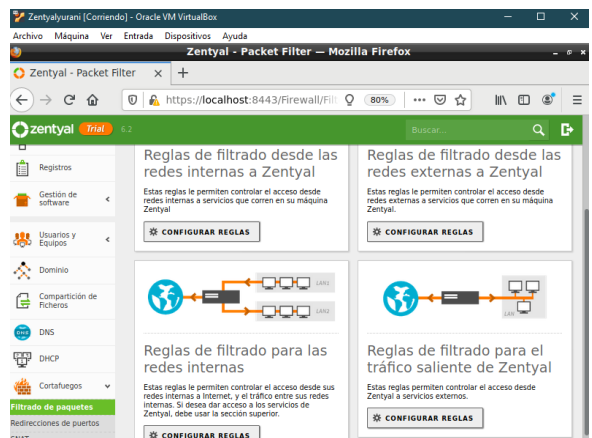 Zentyalyurani [Corriendo] - Oracle VM VirtualBox
Archivo Máquina Ver Entrada Dispositivos Ayuda
Zentyal - Packet Filter — Mozilla Firefox
Zentyal - Packet Filter
https://localhost:8443/Firewall/Filt
80%
zentyal Trial 6.2
Buscar...
Registros
Gestión de
software
Usuarios y
Equipos
Dominio
Compartición de
Ficheros
DNS
DNS
DHCP
Cortafuegos
Filtrado de paquetes
Redirecciones de puertos
SNAT
Reglas de filtrado desde las
redes internas a Zentyal
Estas reglas le permiten controlar el acceso desde
redes internas a servicios que corren en su máquina
Zentyal
CONFIGURAR REGLAS
Reglas de filtrado desde las
redes externas a Zentyal
Estas reglas le permiten controlar el acceso desde
redes externas a servicios que corren en su máquina
Zentyal.
CONFIGURAR REGLAS
LAN1
LAN2
Reglas de filtrado para las
redes internas
Estas reglas le permiten controlar el acceso desde sus
redes internas a Internet, y el tráfico entre sus redes
internas. Si desea dar acceso a los servicios de
Zentyal, debe usar la sección superior.
CONFIGURAR REGLAS
LAN
Reglas de filtrado para el
tráfico saliente de Zentyal
Estas reglas permiten controlar el acceso desde
Zentyal a servicios externos.
CONFIGURAR REGLAS